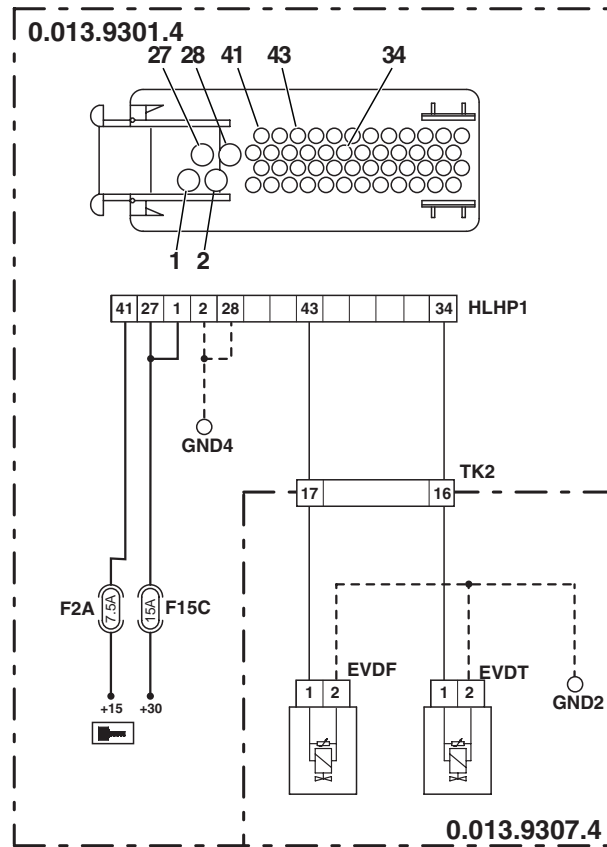 0.013.9301.4
27 28 41 43 34
1 2
41 27 1 2 28 43 34 HLHP1
GND4
TK2
17 16
F2A 7.5A 15A F15C
EVDF EVDT
1 2 1 2
GND2
+15 +30
0.013.9307.4